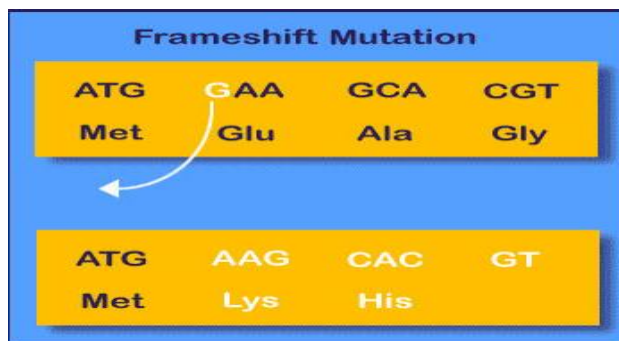 Frameshift Mutation
ATG GAA GCA CGT
Met Glu Ala Gly
ATG AAG CAC GT
Met Lys His